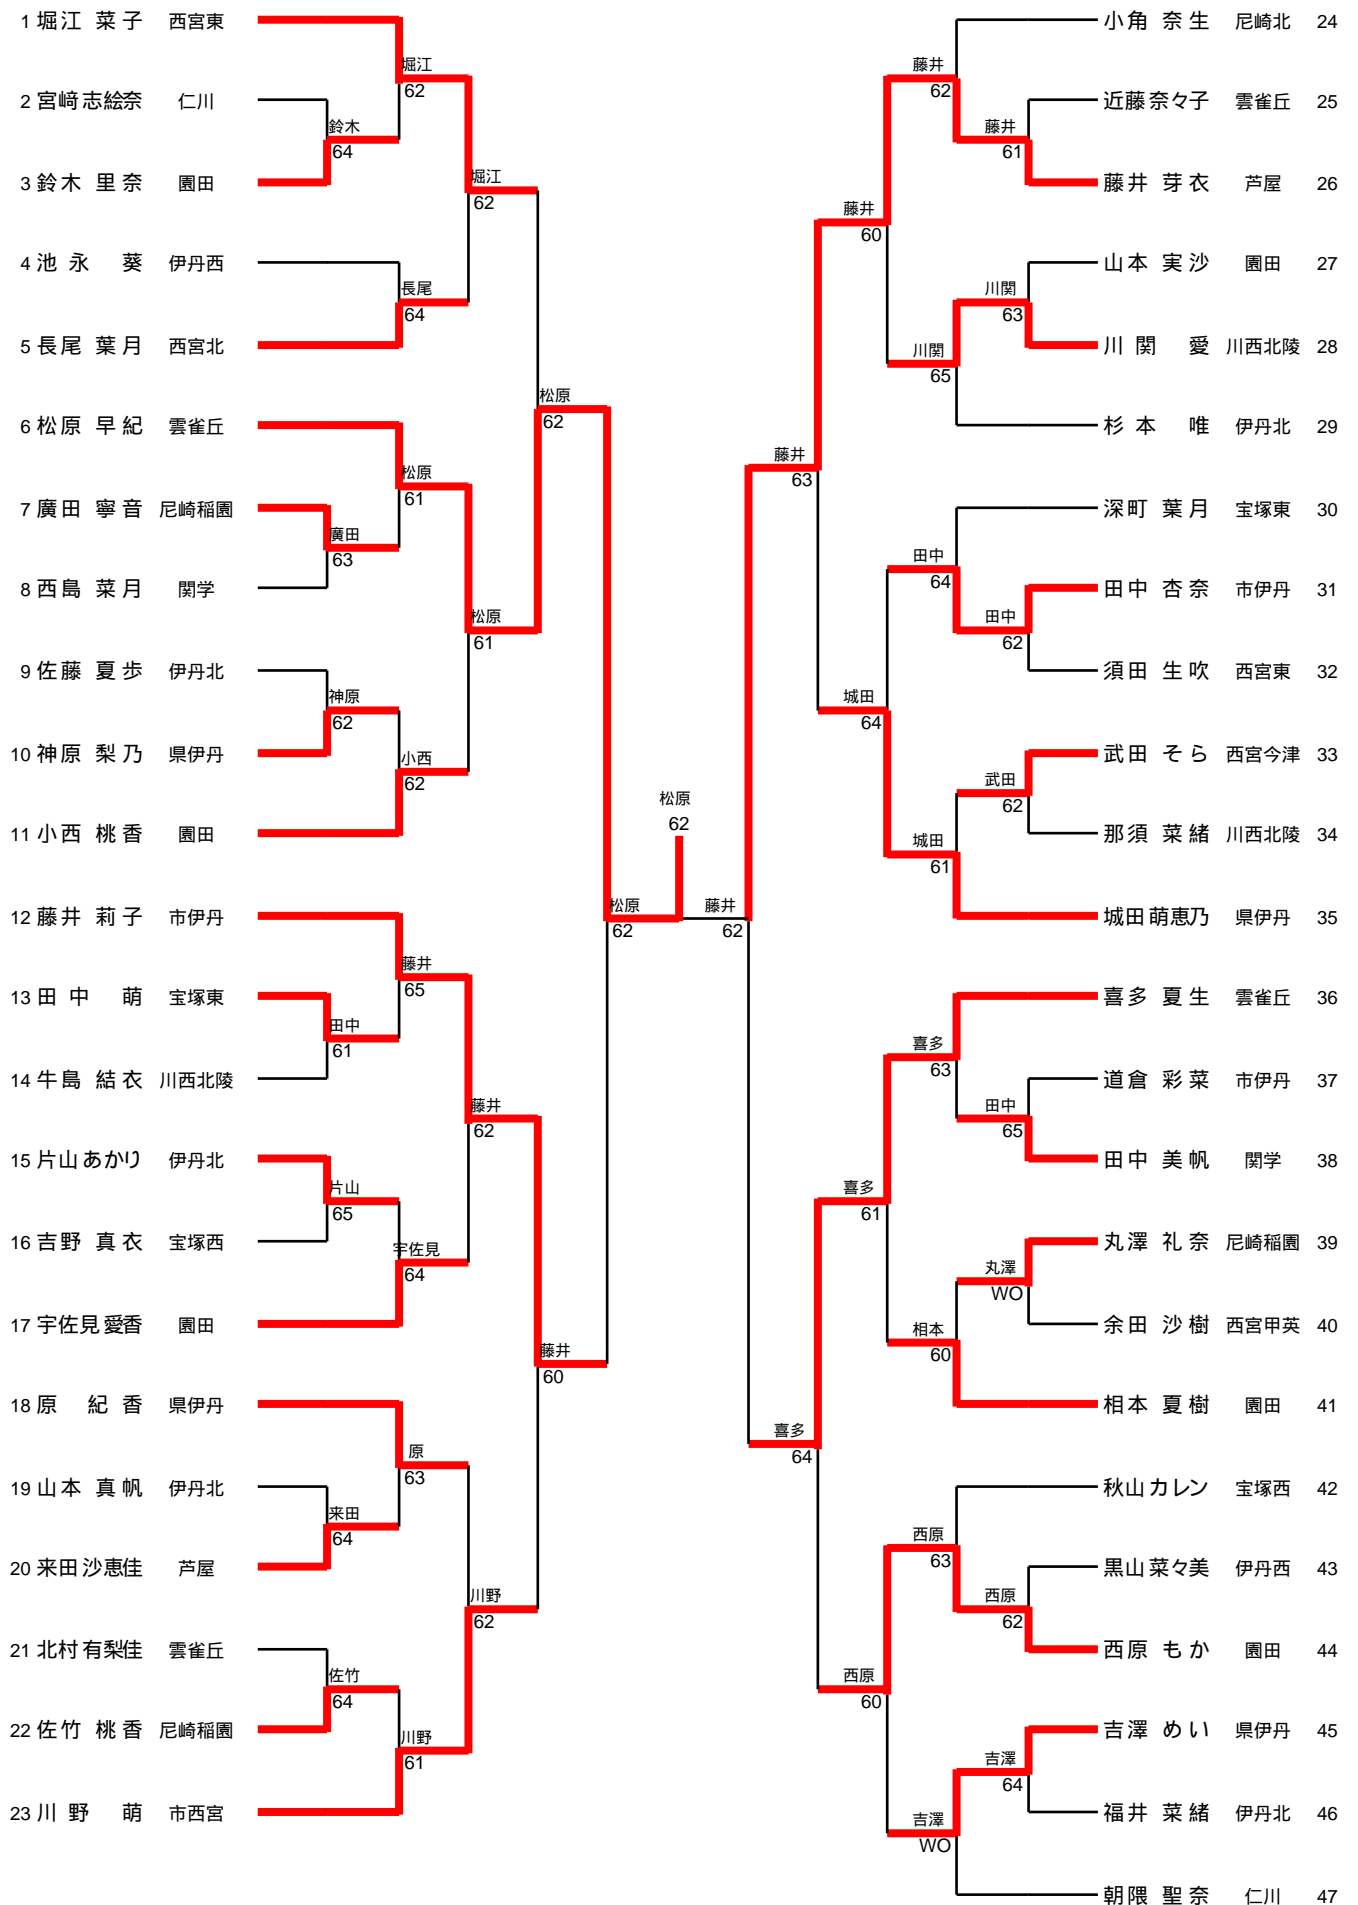 1 堀江 菜子 西宮東
2 宮﨑志絵奈 仁川
3 鈴木 里奈 園田
4 池永 葵 伊丹西
5 長尾 葉月 西宮北
6 松原 早紀 雲雀丘
7 廣田 寧音 尼崎稲園
8 西島 菜月 関学
9 佐藤 夏歩 伊丹北
10 神原 梨乃 県伊丹
11 小西 桃香 園田
12 藤井 莉子 市伊丹
13 田中 萌 宝塚東
14 牛島 結衣 川西北陵
15 片山あかり 伊丹北
16 吉野 真衣 宝塚西
17 宇佐見愛香 園田
18 原 紀香 県伊丹
19 山本 真帆 伊丹北
20 来田沙恵佳 芦屋
21 北村有梨佳 雲雀丘
22 佐竹 桃香 尼崎稲園
23 川野 萌 市西宮
鈴木
64
廣田
63
神原
62
田中
61
片山
65
来田
64
佐竹
64
堀江
62
長尾
64
松原
61
小西
62
藤井
65
宇佐見
64
原
63
川野
61
堀江
62
松原
61
藤井
62
川野
62
松原
62
藤井
60
松原
62
松原
62
藤井
62
藤井
63
喜多
64
藤井
60
城田
64
喜多
61
西原
60
藤井
62
川関
65
田中
64
城田
61
喜多
63
相本
60
西原
63
吉澤
WO
藤井
61
川関
63
田中
62
武田
62
田中
65
丸澤
WO
西原
62
吉澤
64
小角 奈生 尼崎北 24
近藤奈々子 雲雀丘 25
藤井 芽衣 芦屋 26
山本 実沙 園田 27
川関 愛 川西北陵 28
杉本 唯 伊丹北 29
深町 葉月 宝塚東 30
田中 杏奈 市伊丹 31
須田 生吹 西宮東 32
武田 そら 西宮今津 33
那須 菜緒 川西北陵 34
城田萌恵乃 県伊丹 35
喜多 夏生 雲雀丘 36
道倉 彩菜 市伊丹 37
田中 美帆 関学 38
丸澤 礼奈 尼崎稲園 39
余田 沙樹 西宮甲英 40
相本 夏樹 園田 41
秋山カレン 宝塚西 42
黒山菜々美 伊丹西 43
西原 もか 園田 44
吉澤 めい 県伊丹 45
福井 菜緒 伊丹北 46
朝隈 聖奈 仁川 47